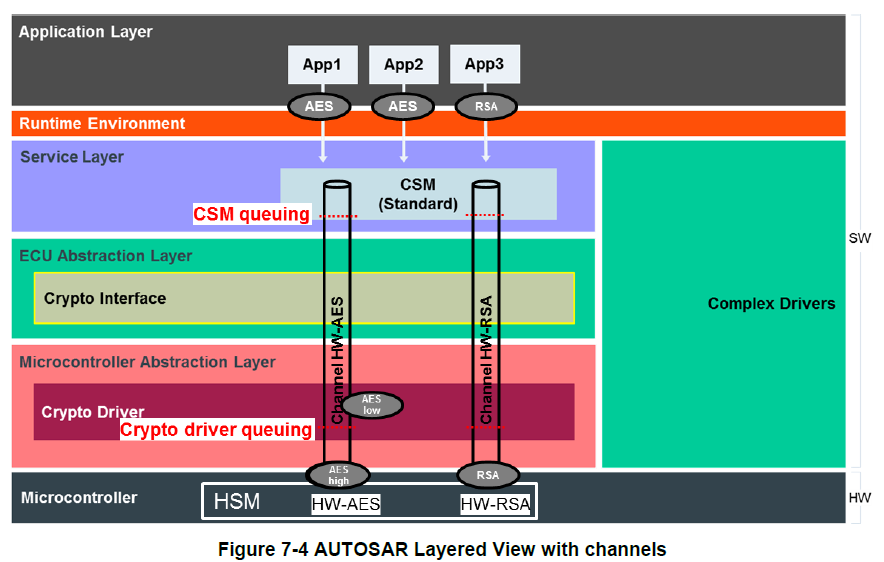 Application Layer
App1
App2
App3
AES
AES
RSA
Runtime Environment
Service Layer
CSM
(Standard)
CSM queuing
SW
ECU Abstraction Layer
Crypto Interface
Complex Drivers
Channel HW-AES
Channel HW-RSA
Microcontroller Abstraction Layer
Crypto Driver
AES
low
Crypto driver queuing
AES
high
RSA
Microcontroller
HSM
HW-AES
HW-RSA
HW
Figure 7-4 AUTOSAR Layered View with channels